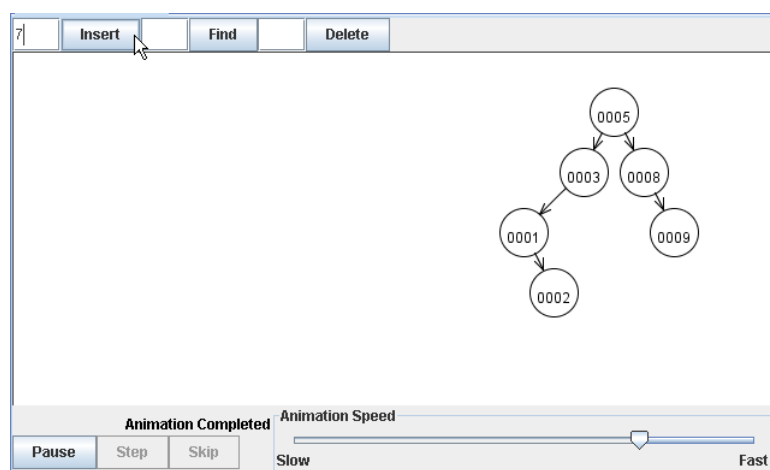 7 Insert Find Delete
0005
0003 0008
0001 0009
0002
Animation Completed Animation Speed
Pause Step Skip Slow Fast